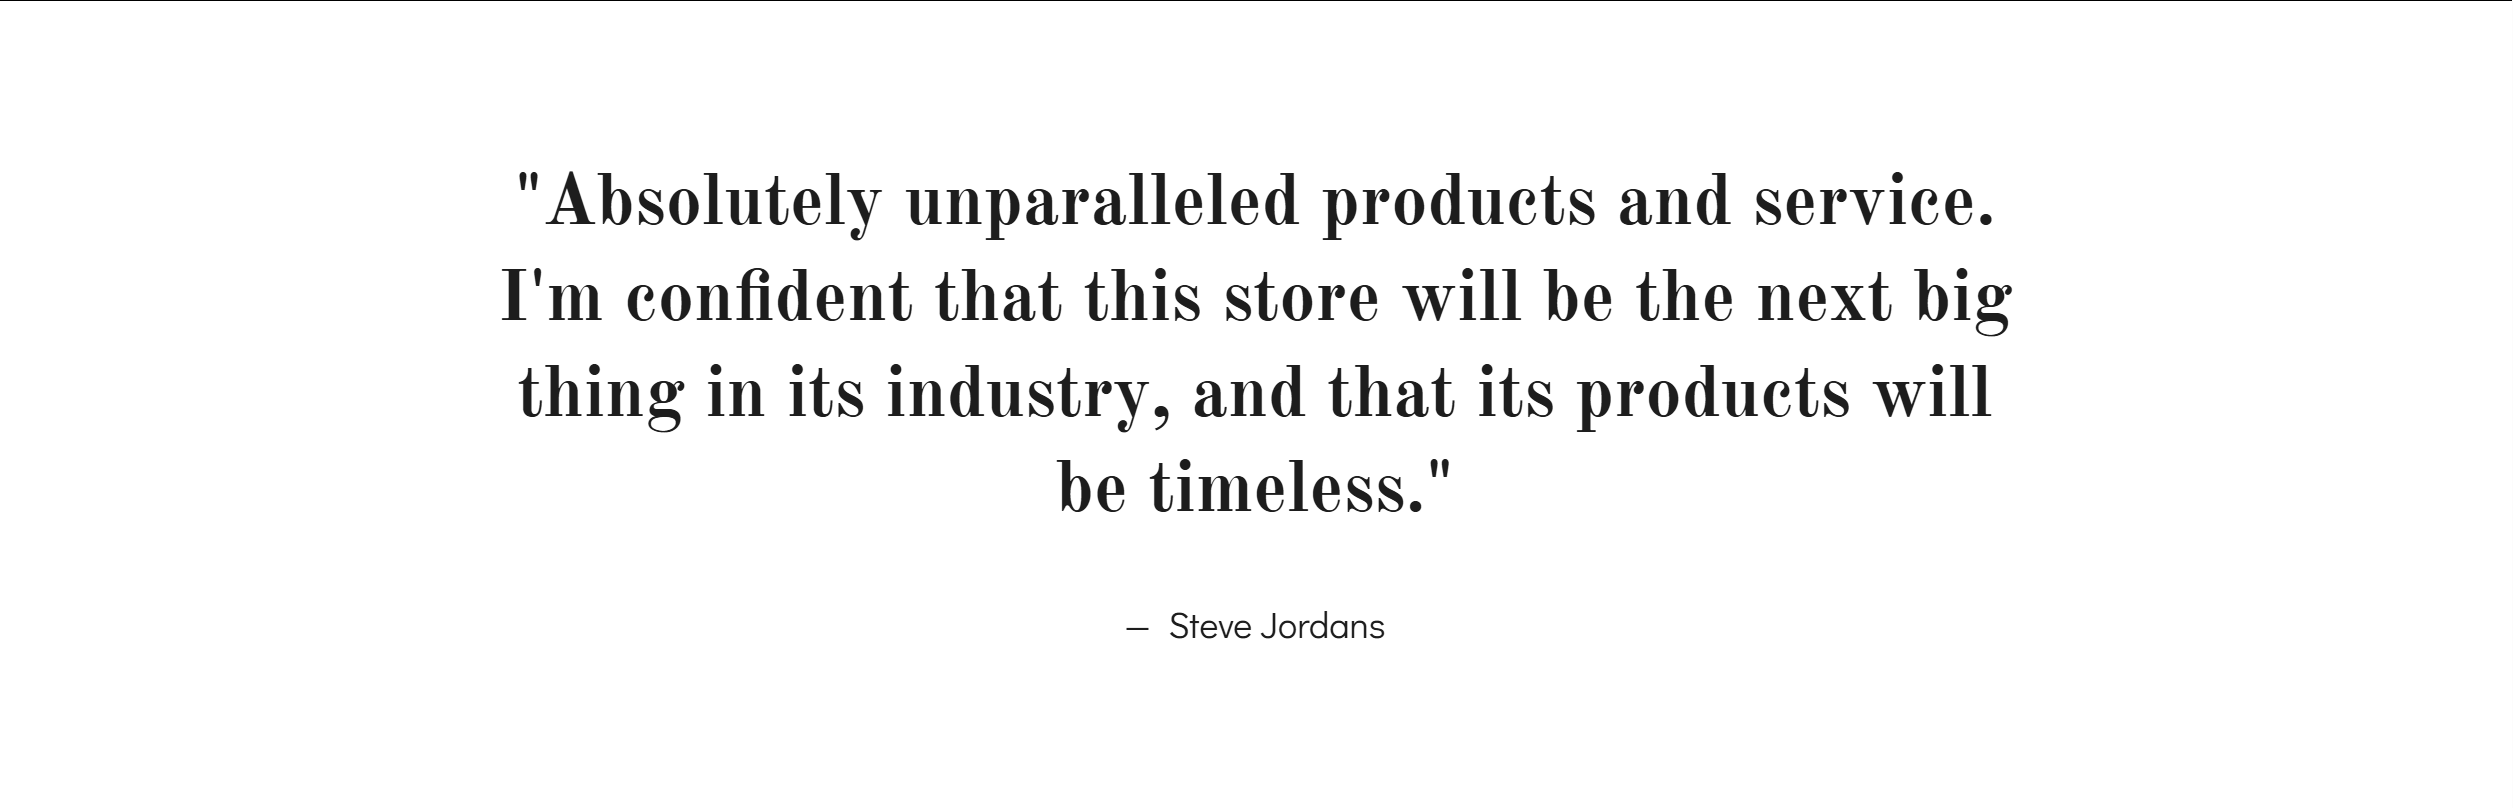 "Absolutely unparalleled products and service.
I'm confident that this store will be the next big
thing in its industry, and that its products will
be timeless."
— Steve Jordans